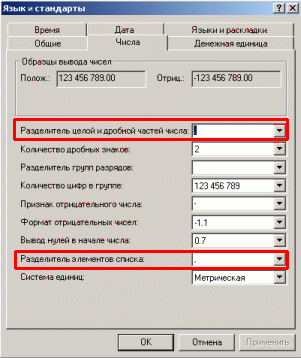 Язык и стандарты
Время Дата Языки и раскладки
Общие Числа Денежная единица
Образцы вывода чисел
Полож.: 123 456 789.00 Отриц.: -123 456 789.00
Разделитель целой и дробной частей числа:
Количество дробных знаков: 2
Разделитель групп разрядов:
Количество цифр в группе: 123 456 789
Признак отрицательного числа: -
Формат отрицательных чисел: -1.1
Вывод нулей в начале числа: 0.7
Разделитель элементов списка:
Система единиц: Метрическая
OK Отмена Применить